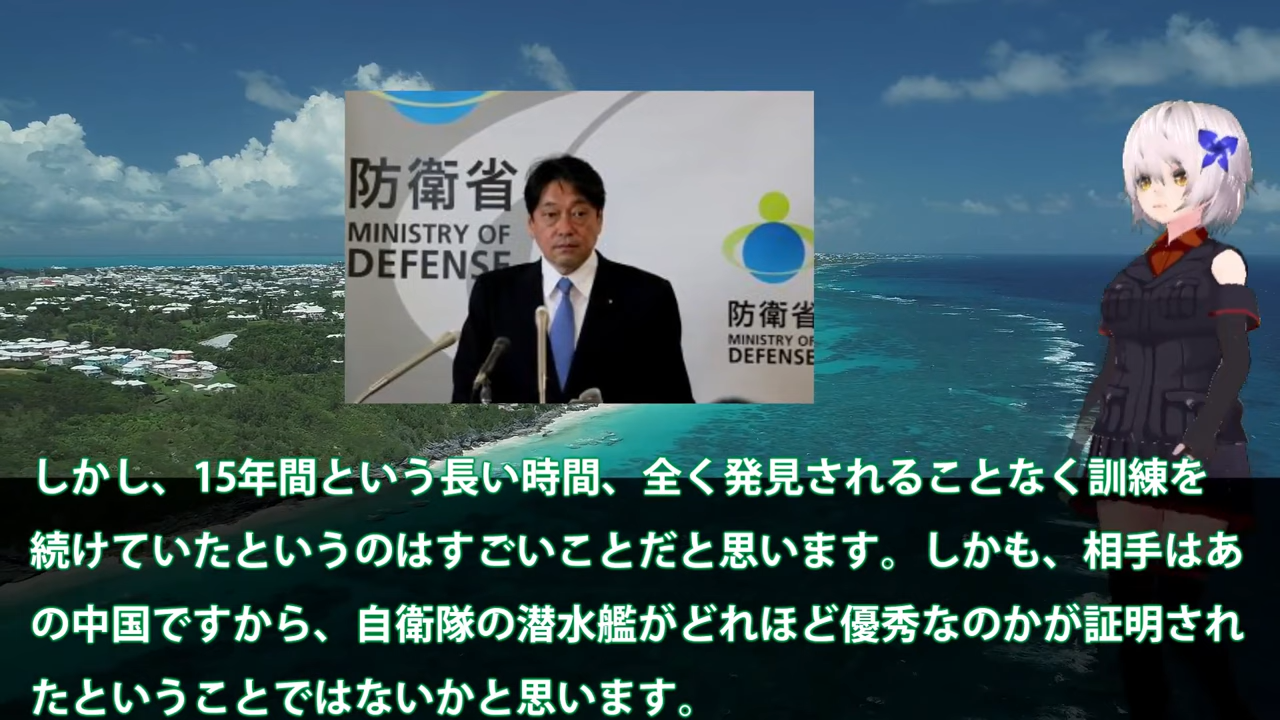 防衛省
MINISTRY OF
DEFENSE
防衛省
MINISTRY OF
DEFENSE
しかし、15年間という長い時間、全く発見されることなく訓練を
続けていたというのはすごいことだと思います。しかも、相手はあ
の中国ですから、自衛隊の潜水艦がどれほど優秀なのかが証明され
たということではないかと思います。